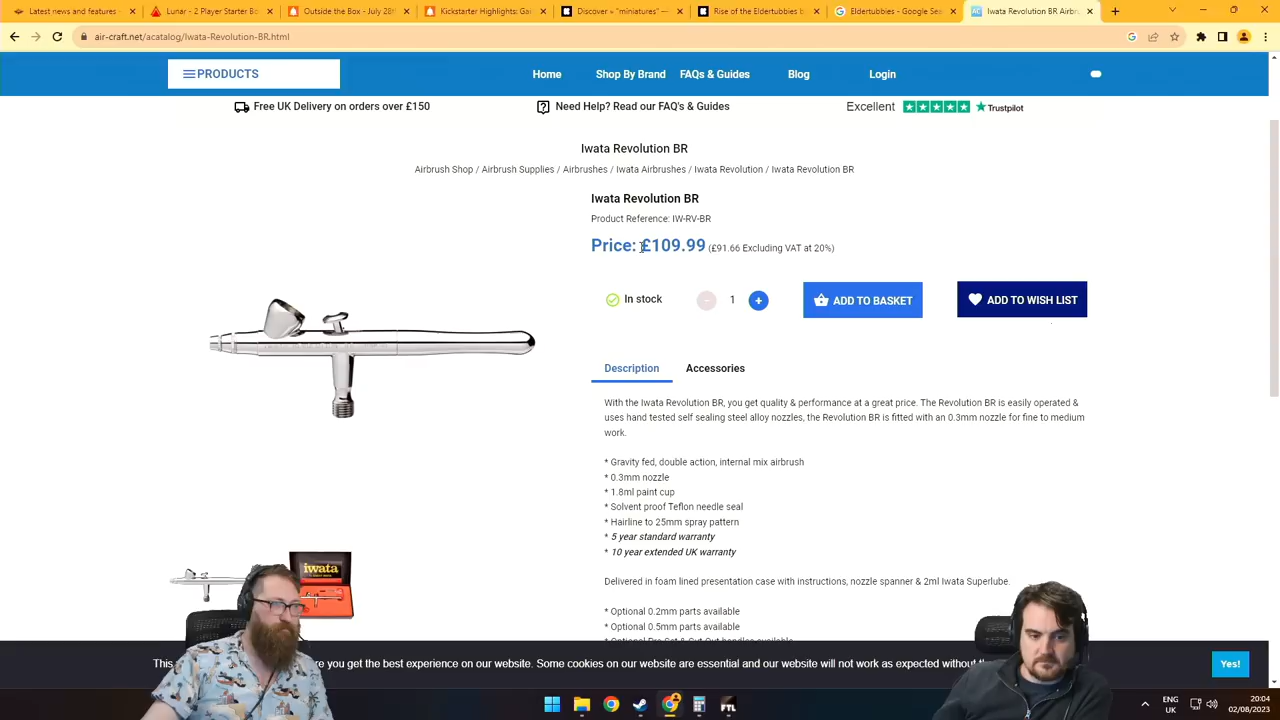 Lunar - 2 Player Starter Bo
Outside the Box - July 28th
Kickstarter Highlights: Gai
Discover » "miniatures" —
Rise of the Eldertubbies b
Eldertubbies - Google Sea
Iwata Revolution BR Airbr
air-craft.net/acatalog/Iwata-Revolution-BR.html
PRODUCTS
Home
Shop By Brand
FAQs & Guides
Blog
Login
Free UK Delivery on orders over £150
Need Help? Read our FAQ's & Guides
Excellent
Trustpilot
Iwata Revolution BR
Airbrush Shop / Airbrush Supplies / Airbrushes / Iwata Airbrushes / Iwata Revolution / Iwata Revolution BR
Iwata Revolution BR
Product Reference: IW-RV-BR
Price: £109.99 (£91.66 Excluding VAT at 20%)
In stock
- 1 +
ADD TO BASKET
ADD TO WISH LIST
Description
Accessories
With the Iwata Revolution BR, you get quality & performance at a great price. The Revolution BR is easily operated &
uses hand tested self sealing steel alloy nozzles, the Revolution BR is fitted with an 0.3mm nozzle for fine to medium
work.
* Gravity fed, double action, internal mix airbrush
* 0.3mm nozzle
* 1.8ml paint cup
* Solvent proof Teflon needle seal
* Hairline to 25mm spray pattern
* 5 year standard warranty
* 10 year extended UK warranty
iwata
Delivered in foam lined presentation case with instructions, nozzle spanner & 2ml Iwata Superlube.
* Optional 0.2mm parts available
* Optional 0.5mm parts available
This
re you get the best experience on our website. Some cookies on our website are essential and our website will not work as expected without
Yes!
FTL
ENG
UK
20:04
02/08/2023